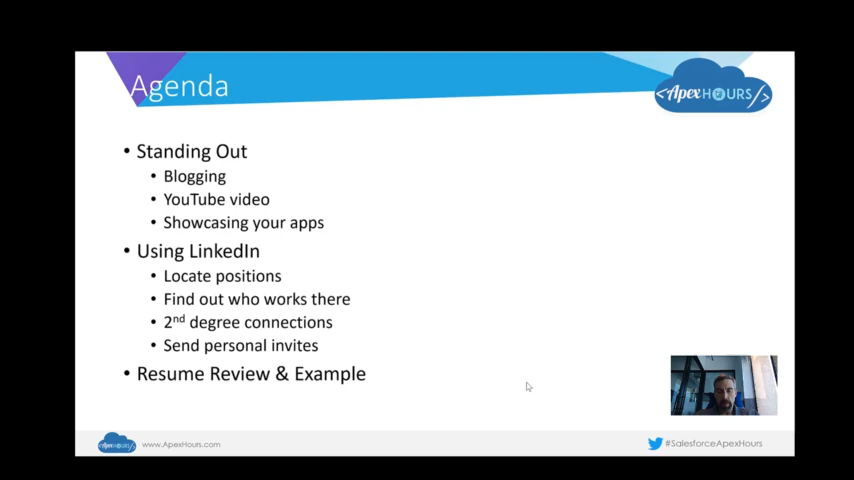 Agenda
<ApexHOURS/>
• Standing Out
• Blogging
• YouTube video
• Showcasing your apps
• Using LinkedIn
• Locate positions
• Find out who works there
• 2nd degree connections
• Send personal invites
• Resume Review & Example
<ApexHOURS/>
www.ApexHours.com
#SalesforceApexHours